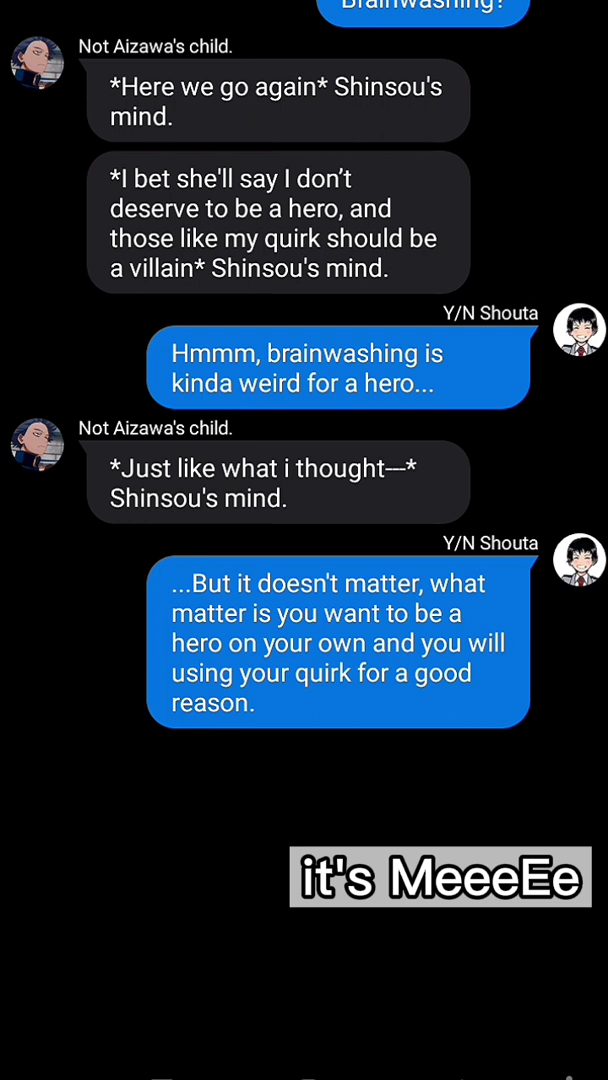 Brainwashing?
Not Aizawa's child.
*Here we go again* Shinsou's
mind.
*I bet she'll say I don’t
deserve to be a hero, and
those like my quirk should be
a villain* Shinsou's mind.
Y/N Shouta
Hmmm, brainwashing is
kinda weird for a hero...
Not Aizawa's child.
*Just like what i thought---*
Shinsou's mind.
Y/N Shouta
...But it doesn't matter, what
matter is you want to be a
hero on your own and you will
using your quirk for a good
reason.
it's MeeeEe